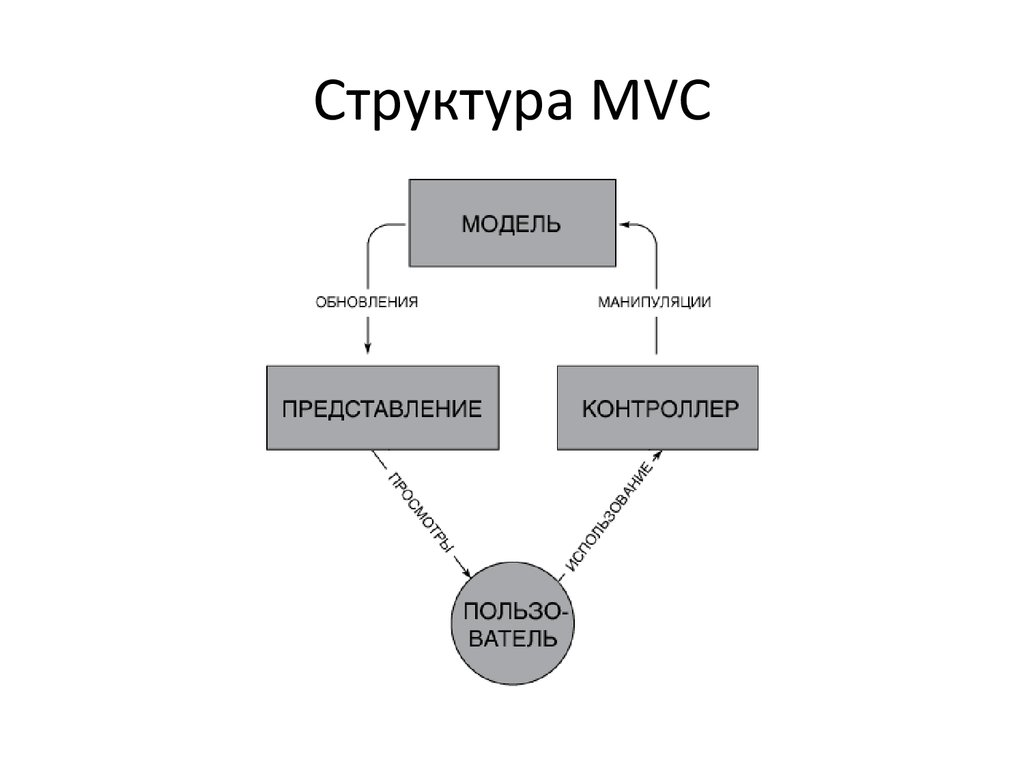 Структура MVC
МОДЕЛЬ
ОБНОВЛЕНИЯ
МАНИПУЛЯЦИИ
ПРЕДСТАВЛЕНИЕ
КОНТРОЛЛЕР
ПРОСМОТРЫ
ИСПОЛЬЗОВАНИЕ
ПОЛЬЗО-
ВАТЕЛЬ